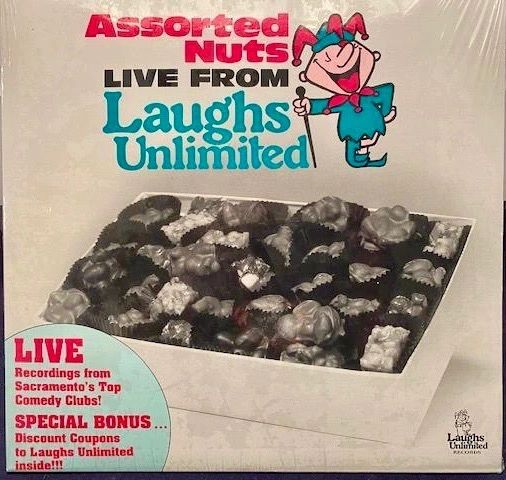 Assorted
Nuts
LIVE FROM
Laughs
Unlimited
LIVE
Recordings from
Sacramento's Top
Comedy Clubs!
SPECIAL BONUS...
Discount Coupons
to Laughs Unlimited
inside!!!
Laughs
Unlimited
RECORDS